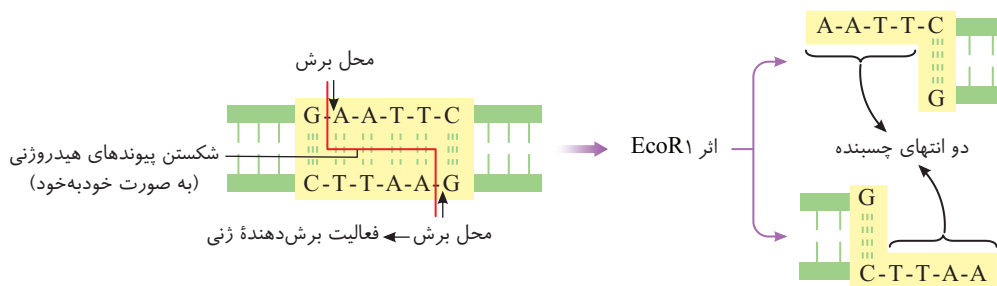 محل برش
G-A-A-T-T-C
شکستن پیوندهای هیدروژنی
(به صورت خودبه‌خود)
C-T-T-A-A-G
محل برش
فعالیت برش‌دهندهٔ ژنی
اثر EcoR۱
A-A-T-T-C
G
دو انتهای چسبنده
G
C-T-T-A-A